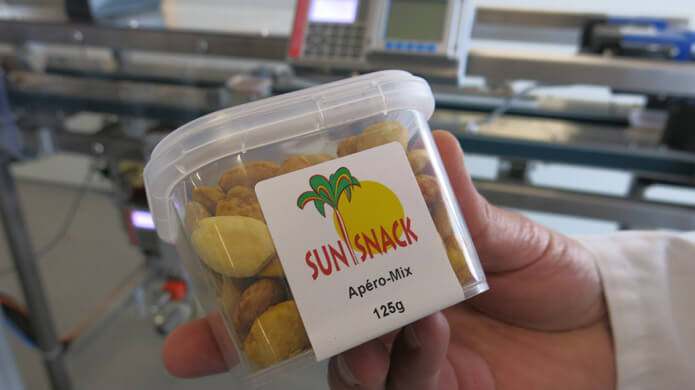 SUN SNACK
Apéro-Mix
125g